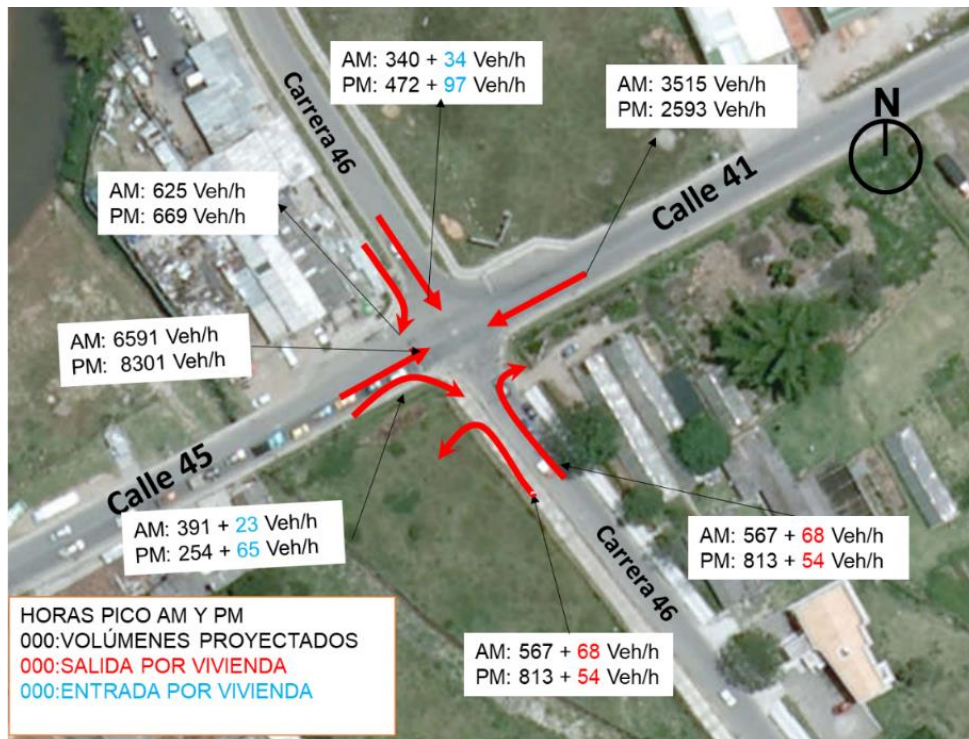 AM: 340 + 34 Veh/h
PM: 472 + 97 Veh/h
AM: 3515 Veh/h
PM: 2593 Veh/h
N
Carrera 46
Calle 41
AM: 625 Veh/h
PM: 669 Veh/h
AM: 6591 Veh/h
PM: 8301 Veh/h
Calle 45
AM: 391 + 23 Veh/h
PM: 254 + 65 Veh/h
AM: 567 + 68 Veh/h
PM: 813 + 54 Veh/h
Carrera 46
AM: 567 + 68 Veh/h
PM: 813 + 54 Veh/h
HORAS PICO AM Y PM
000:VOLÚMENES PROYECTADOS
000:SALIDA POR VIVIENDA
000:ENTRADA POR VIVIENDA